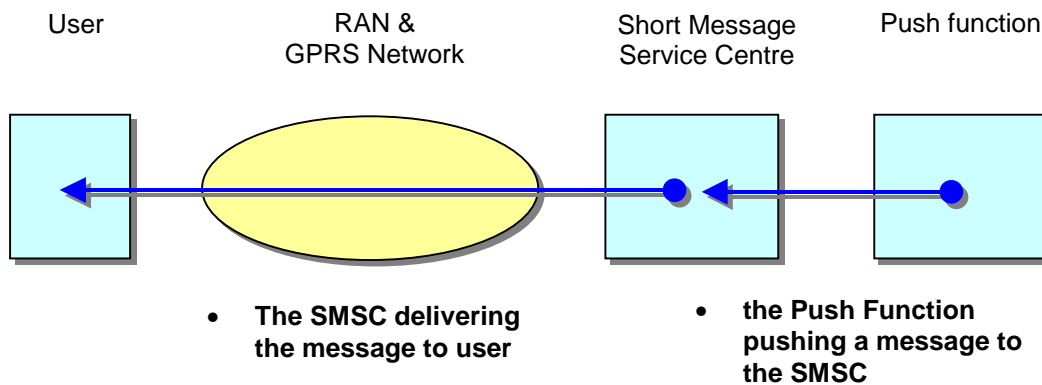 User
RAN &
GPRS Network
Short Message
Service Centre
Push function
• The SMSC delivering
the message to user
• the Push Function
pushing a message to
the SMSC